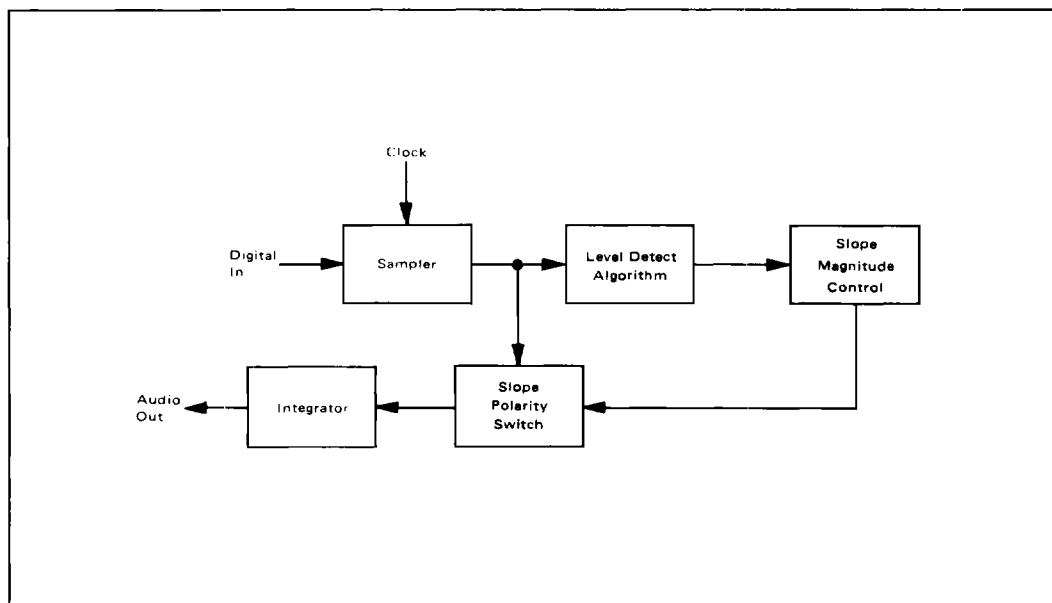 Clock
Digital
In
Sampler
Level Detect
Algorithm
Slope
Magnitude
Control
Audio
Out
Integrator
Slope
Polarity
Switch